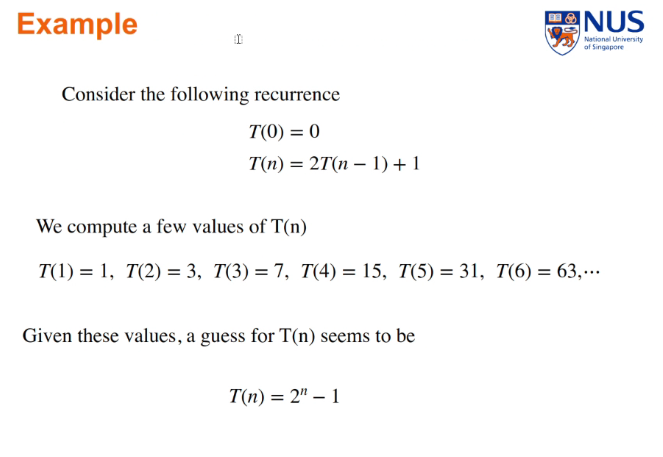 Example
NUS
National University
of Singapore
Consider the following recurrence
T(0) = 0
T(n) = 2T(n − 1) + 1
We compute a few values of T(n)
T(1) = 1, T(2) = 3, T(3) = 7, T(4) = 15, T(5) = 31, T(6) = 63,⋯
Given these values, a guess for T(n) seems to be
T(n) = 2ⁿ − 1